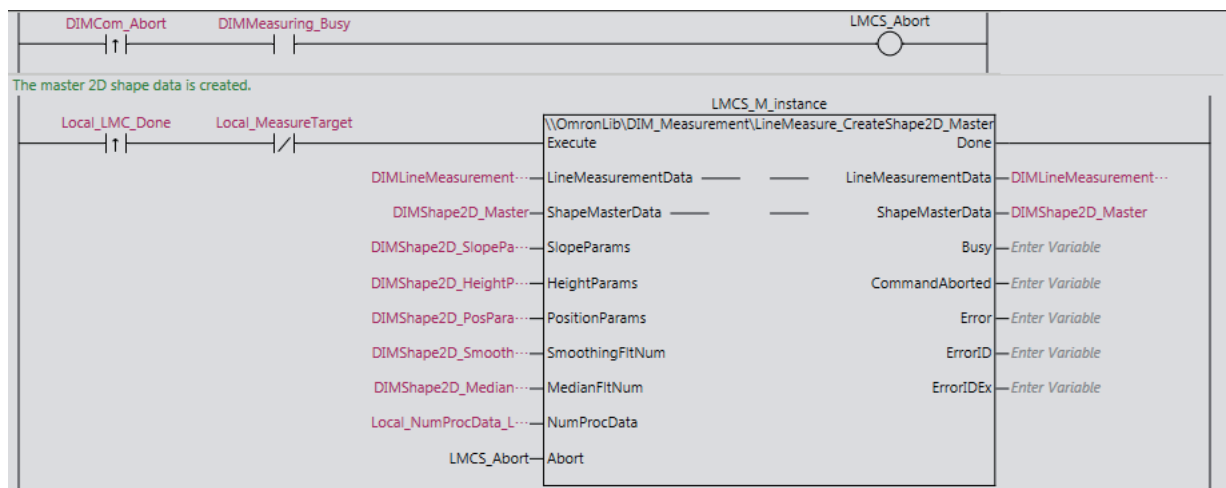 DIMCom_Abort DIMMeasuring_Busy LMCS_Abort
The master 2D shape data is created.
LMCS_M_instance
Local_LMC_Done Local_MeasureTarget \\OmronLib\DIM_Measurement\LineMeasure_CreateShape2D_Master
Execute Done
DIMLineMeasurement··· LineMeasurementData LineMeasurementData DIMLineMeasurement···
DIMShape2D_Master ShapeMasterData ShapeMasterData DIMShape2D_Master
DIMShape2D_SlopePa··· SlopeParams Busy Enter Variable
DIMShape2D_HeightP··· HeightParams CommandAborted Enter Variable
DIMShape2D_PosPara··· PositionParams Error Enter Variable
DIMShape2D_Smooth··· SmoothingFltNum ErrorID Enter Variable
DIMShape2D_Median··· MedianFltNum ErrorIDEx Enter Variable
Local_NumProcData_L··· NumProcData
LMCS_Abort Abort